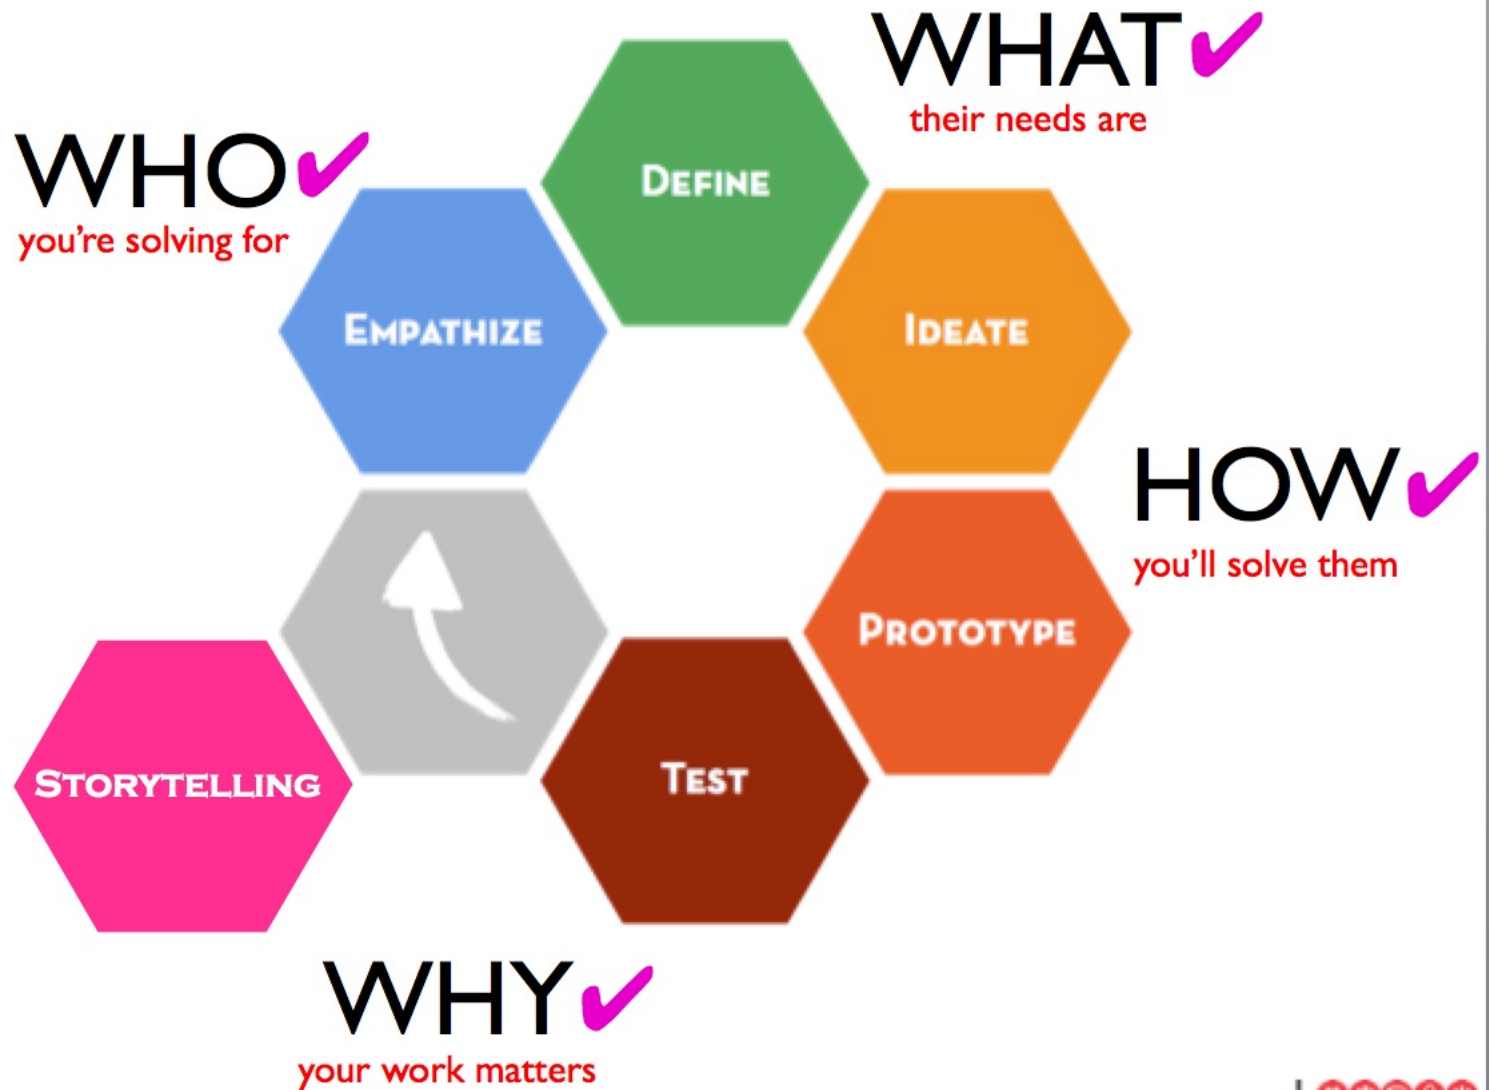 WHAT✔
their needs are
WHO✔
you're solving for
DEFINE
EMPATHIZE
IDEATE
HOW✔
you'll solve them
PROTOTYPE
STORYTELLING
TEST
WHY✔
your work matters